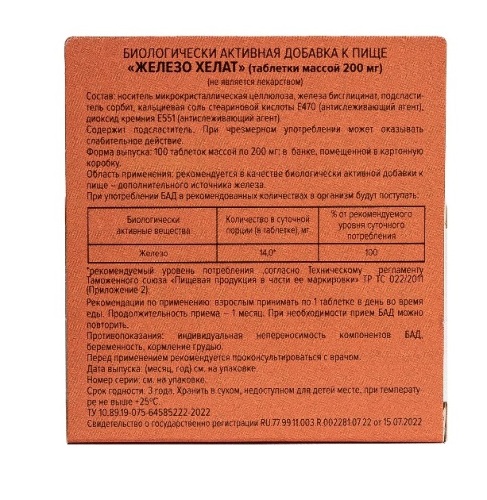 БИОЛОГИЧЕСКИ АКТИВНАЯ ДОБАВКА К ПИЩЕ
«ЖЕЛЕЗО ХЕЛАТ» (таблетки массой 200 мг)
(не является лекарством)
Состав: носитель микрокристаллическая целлюлоза, железа бисглицинат, подсласти-
тель сорбит, кальциевая соль стеариновой кислоты Е470 (антислеживающий агент),
диоксид кремния Е551 (антислеживающий агент)
Содержит подсластитель. При чрезмерном употреблении может оказывать
слабительное действие.
Форма выпуска: 100 таблеток массой по 200 мг: в банке, помещенной в картонную
коробку.
Область применения: рекомендуется в качестве биологически активной добавки к
пище – дополнительного источника железа.
При употреблении БАД в рекомендованных количествах в организм будут поступать:
Биологически активные вещества
Количество в суточной порции (в таблетке), мг.
% от рекомендуемого уровня суточного потребления
Железо 14,0* 100
*рекомендуемый уровень потребления .согласно Техническому регламенту
Таможенного союза «Пищевая продукция в части ее маркировки» ТР ТС 022/2011
(Приложение 2);
Рекомендации по применению: взрослым принимать по 1 таблетке в день во время
еды. Продолжительность приема – 1 месяц. При необходимости прием БАД можно
повторить.
Противопоказания: индивидуальная непереносимость компонентов БАД,
беременность, кормление грудью.
Перед применением рекомендуется проконсультироваться с врачом.
Дата выпуска: (месяц, год) см. на упаковке.
Номер серии: см. на упаковке.
Срок годности: 3 года. Хранить в сухом, недоступном для детей месте, при температу-
ре не выше +25°С.
ТУ 10.89.19-075-64585222-2022
Свидетельство о государственной регистрации RU.77.99.11.003.R.002281.07.22 от 15.07.2022